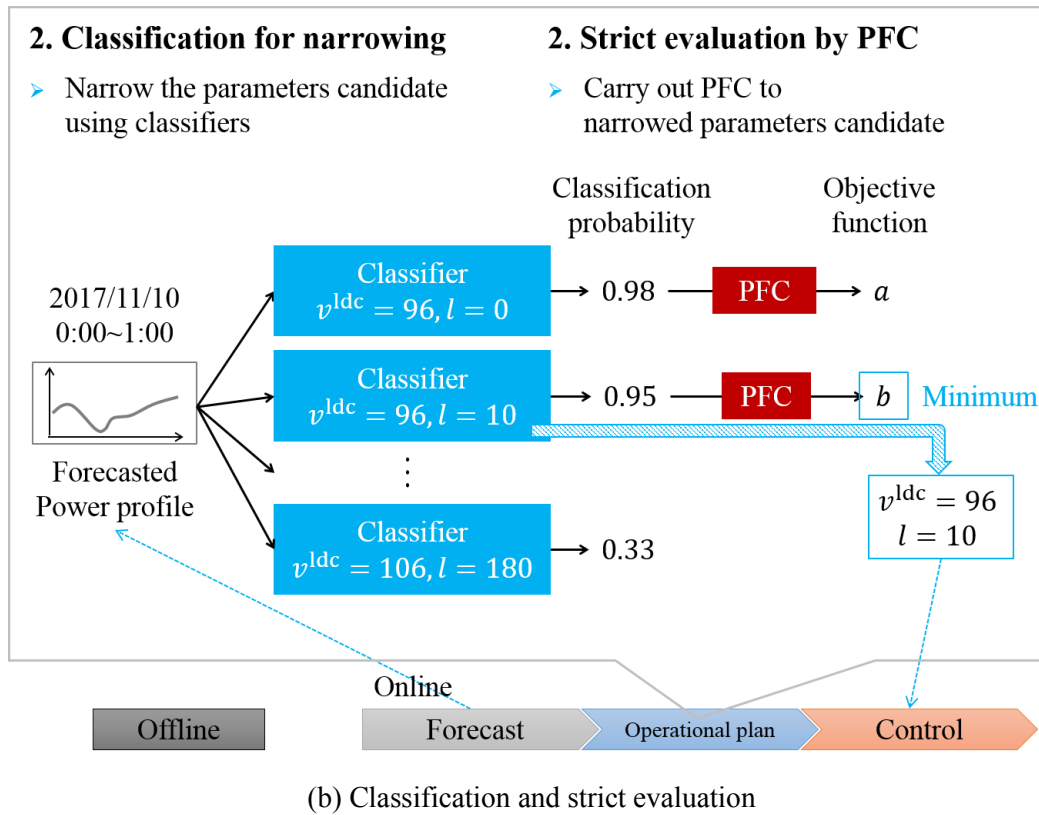 2. Classification for narrowing
➢ Narrow the parameters candidate
using classifiers
2. Strict evaluation by PFC
➢ Carry out PFC to
narrowed parameters candidate
Classification
probability
Objective
function
2017/11/10
0:00~1:00
Forecasted
Power profile
Classifier
v^ldc = 96, l = 0
0.98
PFC
a
Classifier
v^ldc = 96, l = 10
0.95
PFC
b
Minimum
⋮
Classifier
v^ldc = 106, l = 180
0.33
v^ldc = 96
l = 10
Online
Offline
Forecast
Operational plan
Control
(b) Classification and strict evaluation